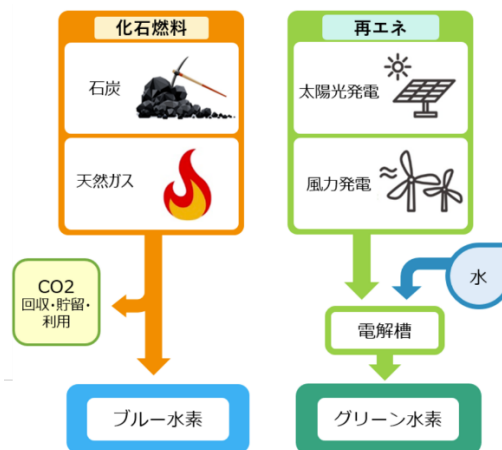 化石燃料
石炭
天然ガス
CO2
回収・貯留・
利用
ブルー水素
再エネ
太陽光発電
風力発電
水
電解槽
グリーン水素